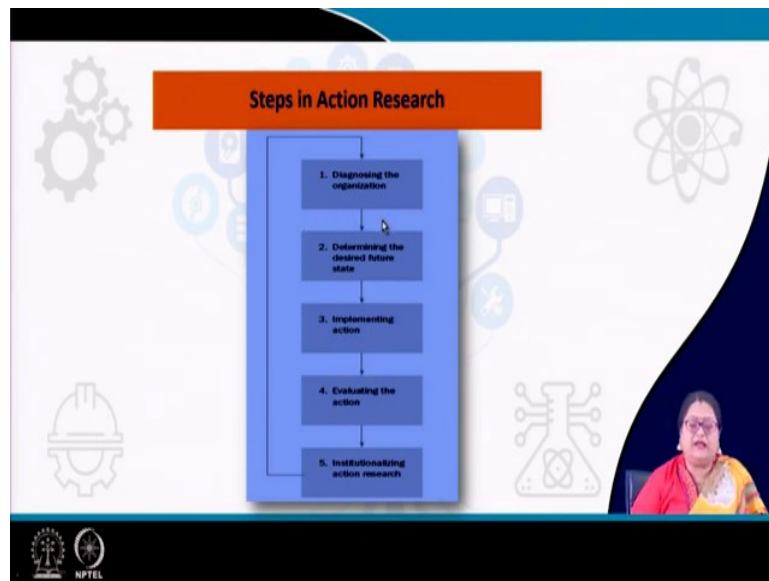 Steps in Action Research
1. Diagnosing the
organization
2. Determining the
desired future
state
3. Implementing
action
4. Evaluating the
action
5. Institutionalizing
action research
NPTEL